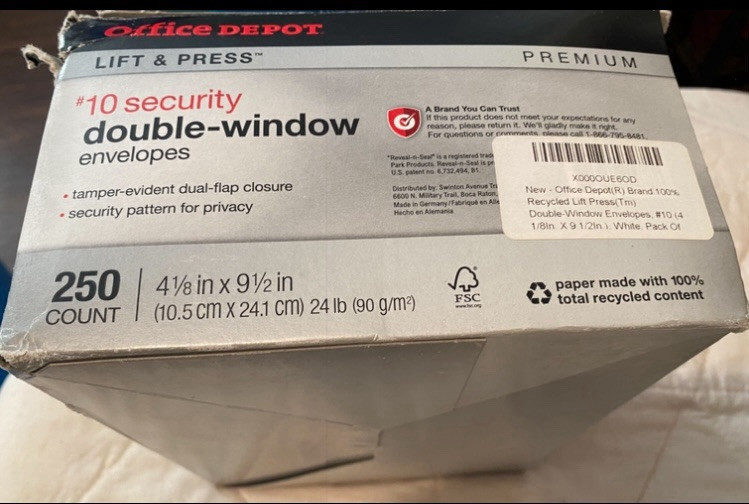 Office DEPOT
LIFT & PRESS™
PREMIUM
#10 security
double-window
envelopes
• tamper-evident dual-flap closure
• security pattern for privacy
A Brand You Can Trust
If this product does not meet your expectations for any
reason, please return it. We'll gladly make it right.
For questions or comments, please call 1-866-795-8481.
"Reveal-n-Seal" is a registered trade
Park Products. Reveal-n-Seal is pr
U.S. patent no. 6,732,494, B1.
Distributed by Swinton Avenue Tr
6600 N. Military Trail, Boca Raton,
Made in Germany/Fabriqué en Alle
Hecho en Alemania
X000OUE6OD
New - Office Depot(R) Brand 100%
Recycled Lift Press(Tm)
Double-Window Envelopes, #10 (4
1/8In. X 9 1/2In.), White, Pack Of
250
COUNT
4⅛ in x 9½ in
(10.5 cm x 24.1 cm) 24 lb (90 g/m²)
FSC
www.fsc.org
paper made with 100%
total recycled content